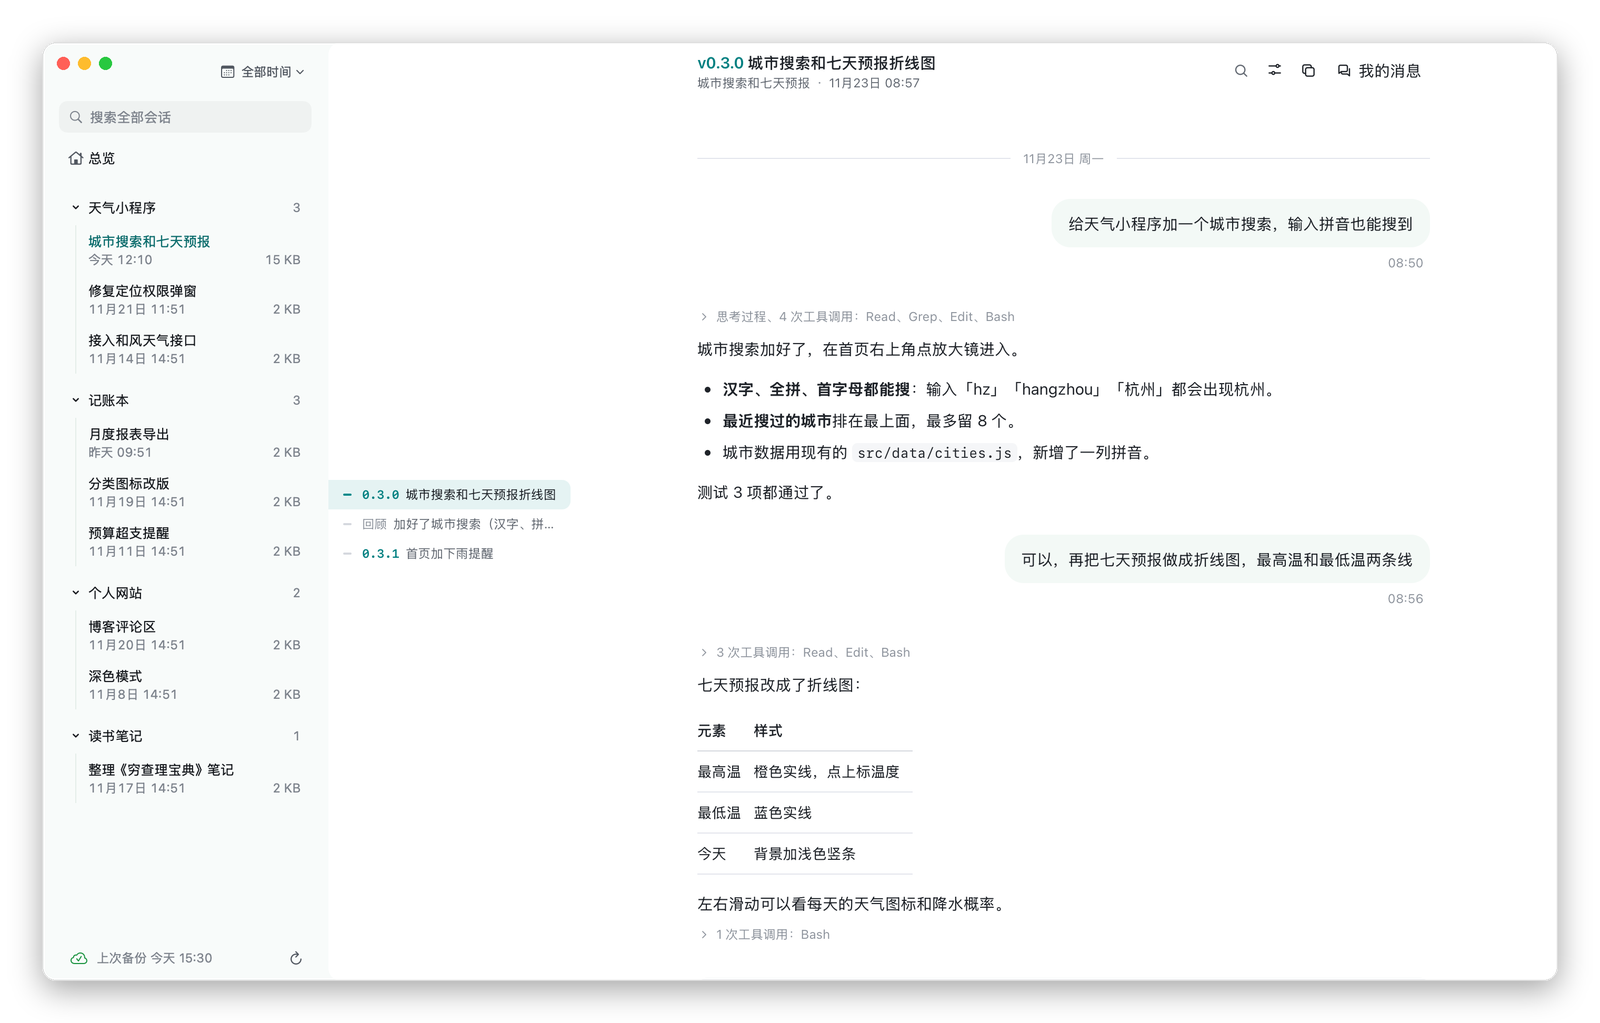 全部时间
搜索全部会话
总览
天气小程序 3
城市搜索和七天预报
今天 12:10 15 KB
修复定位权限弹窗
11月21日 11:51 2 KB
接入和风天气接口
11月14日 14:51 2 KB
记账本 3
月度报表导出
昨天 09:51 2 KB
分类图标改版
11月19日 14:51 2 KB
预算超支提醒
11月11日 14:51 2 KB
个人网站 2
博客评论区
11月20日 14:51 2 KB
深色模式
11月8日 14:51 2 KB
读书笔记 1
整理《穷查理宝典》笔记
11月17日 14:51 2 KB
上次备份 今天 15:30
0.3.0 城市搜索和七天预报折线图
回顾 加好了城市搜索（汉字、拼...
0.3.1 首页加下雨提醒
v0.3.0 城市搜索和七天预报折线图
城市搜索和七天预报 · 11月23日 08:57
我的消息
11月23日 周一
给天气小程序加一个城市搜索，输入拼音也能搜到
08:50
思考过程、4 次工具调用：Read、Grep、Edit、Bash
城市搜索加好了，在首页右上角点放大镜进入。
• 汉字、全拼、首字母都能搜：输入「hz」「hangzhou」「杭州」都会出现杭州。
• 最近搜过的城市排在最上面，最多留 8 个。
• 城市数据用现有的 src/data/cities.js，新增了一列拼音。
测试 3 项都通过了。
可以，再把七天预报做成折线图，最高温和最低温两条线
08:56
3 次工具调用：Read、Edit、Bash
七天预报改成了折线图：
元素 样式
最高温 橙色实线，点上标温度
最低温 蓝色实线
今天 背景加浅色竖条
左右滑动可以看每天的天气图标和降水概率。
1 次工具调用：Bash